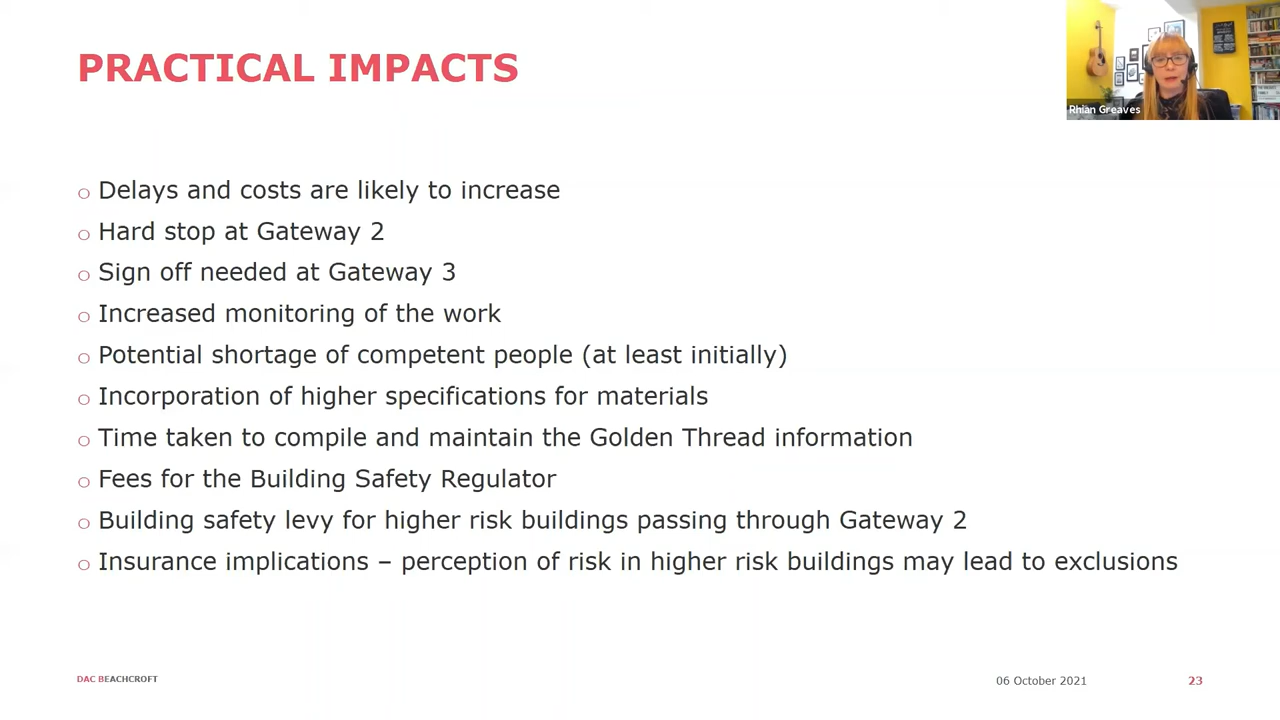 PRACTICAL IMPACTS
Rhian Greaves
Delays and costs are likely to increase
Hard stop at Gateway 2
Sign off needed at Gateway 3
Increased monitoring of the work
Potential shortage of competent people (at least initially)
Incorporation of higher specifications for materials
Time taken to compile and maintain the Golden Thread information
Fees for the Building Safety Regulator
Building safety levy for higher risk buildings passing through Gateway 2
Insurance implications – perception of risk in higher risk buildings may lead to exclusions
DAC BEACHCROFT
06 October 2021
23